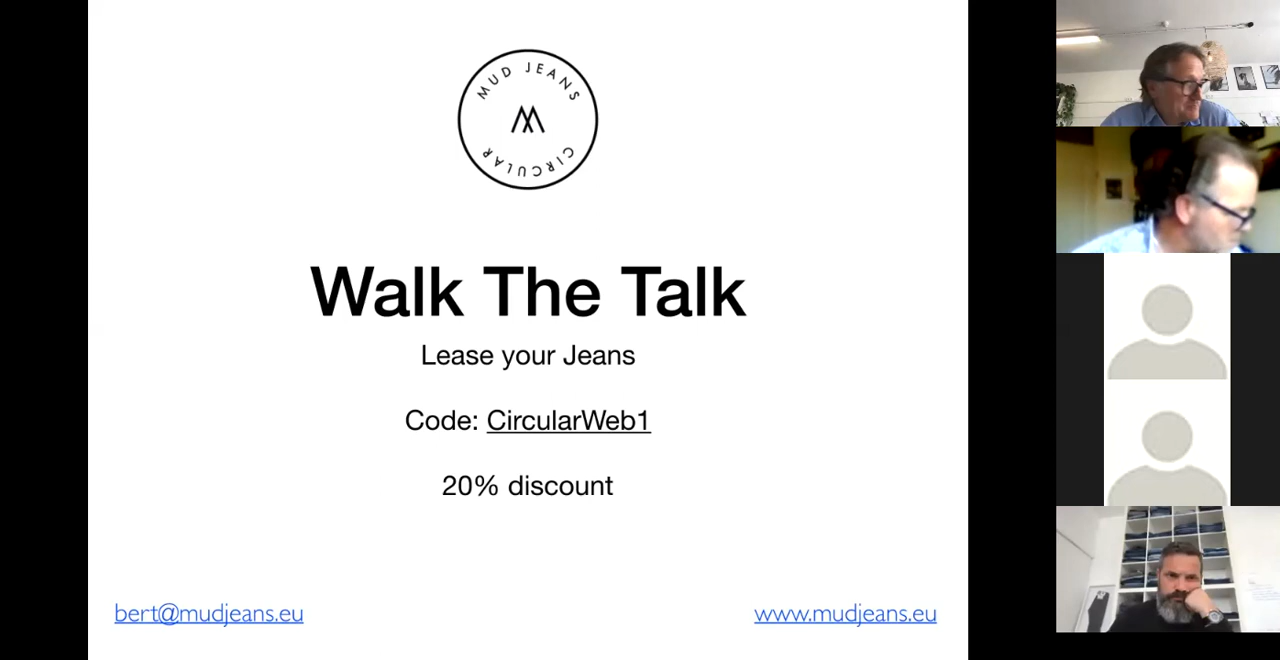 MUD JEANS
CIRCULAR
Walk The Talk
Lease your Jeans
Code: CircularWeb1
20% discount
bert@mudjeans.eu
www.mudjeans.eu